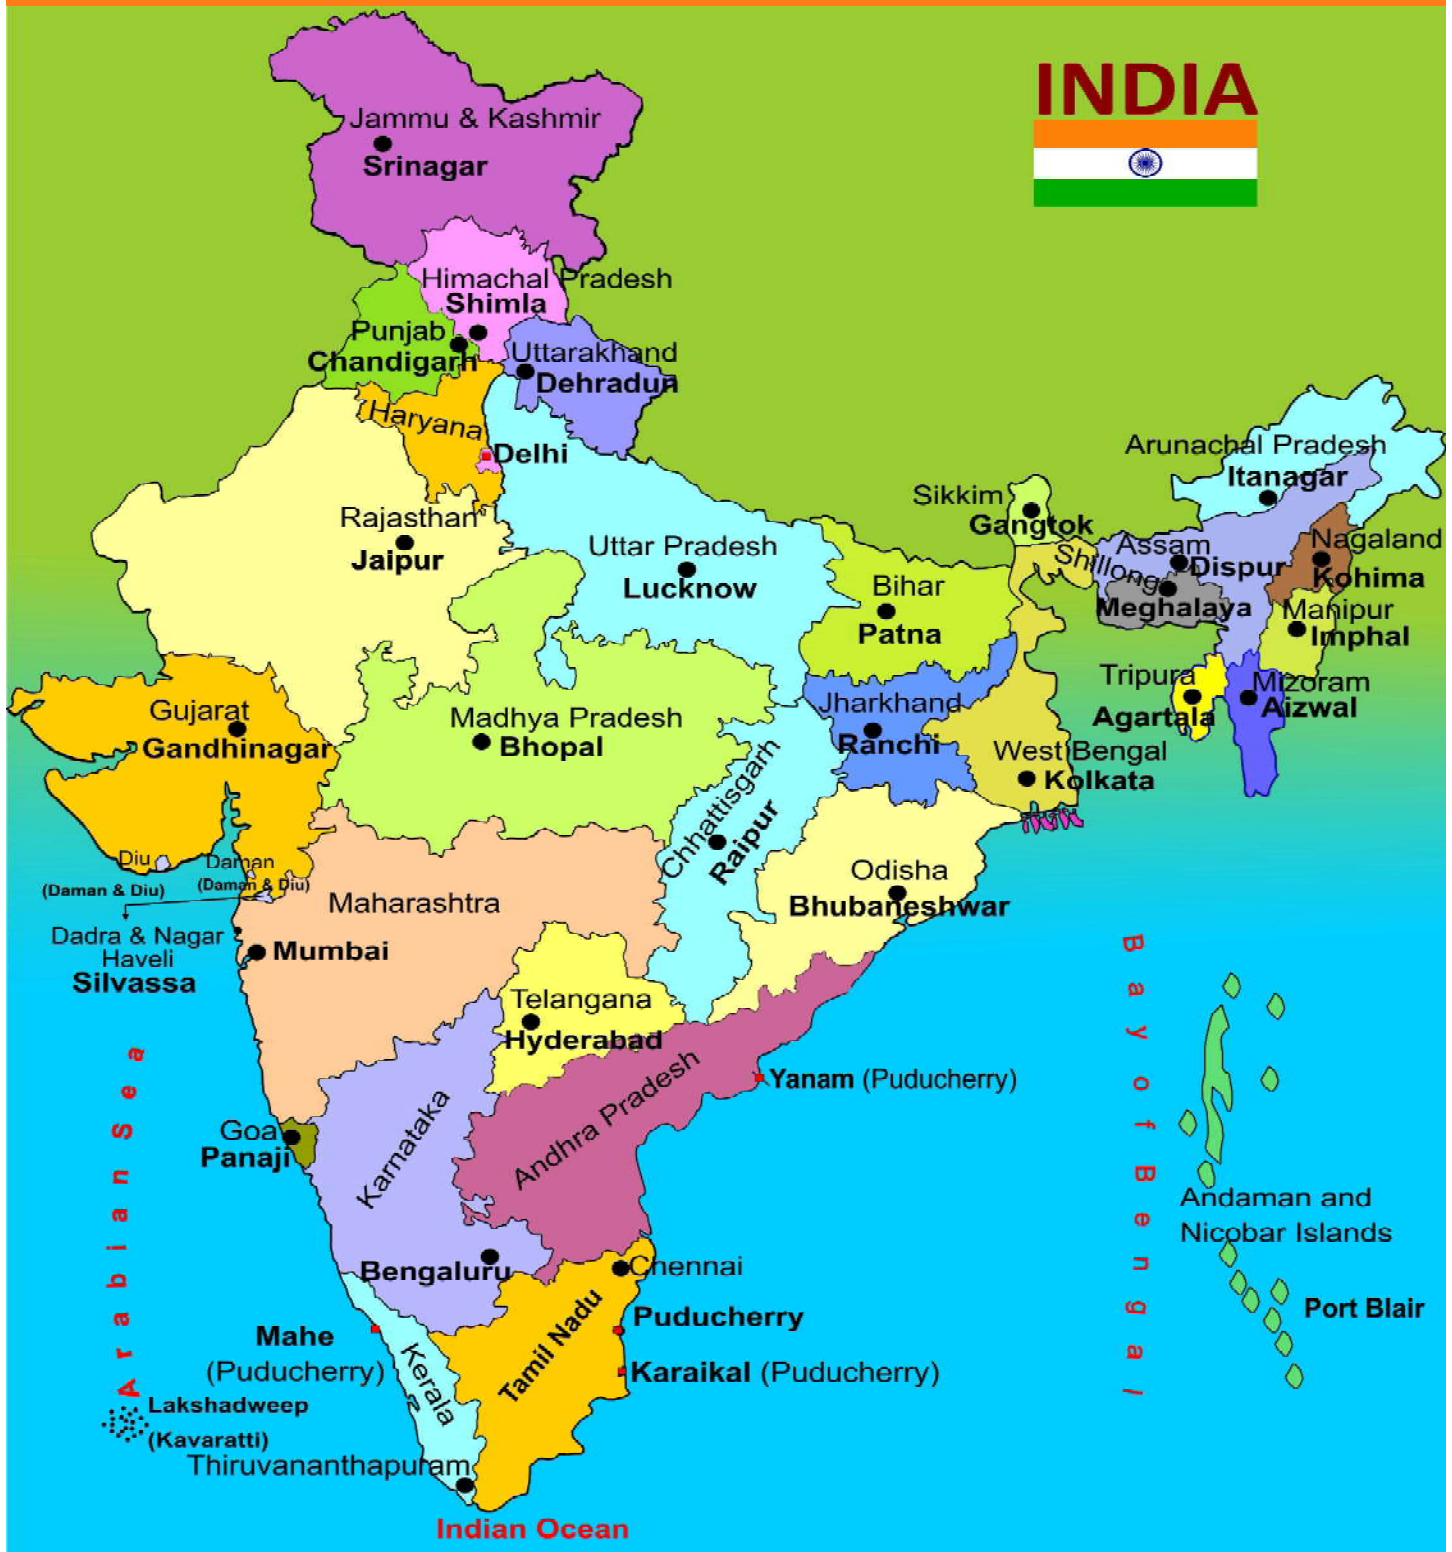 INDIA
Jammu & Kashmir
Srinagar
Himachal Pradesh
Shimla
Punjab
Chandigarh
Uttarakhand
Dehradun
Haryana
Delhi
Arunachal Pradesh
Itanagar
Sikkim
Gangtok
Rajasthan
Jaipur
Uttar Pradesh
Lucknow
Bihar
Patna
Assam
Dispur
Shillong
Meghalaya
Nagaland
Kohima
Manipur
Imphal
Tripura
Agartala
Mizoram
Aizwal
Gujarat
Gandhinagar
Madhya Pradesh
Bhopal
Jharkhand
Ranchi
West Bengal
Kolkata
Chhattisgarh
Raipur
Diu
(Daman & Diu)
Daman
(Daman & Diu)
Odisha
Bhubaneshwar
Maharashtra
Mumbai
Dadra & Nagar
Haveli
Silvassa
Telangana
Hyderabad
Andhra Pradesh
Yanam (Puducherry)
Goa
Panaji
Karnataka
Bengaluru
Arabian Sea
Bay of Bengal
Andaman and
Nicobar Islands
Port Blair
Chennai
Tamil Nadu
Puducherry
Karaikal (Puducherry)
Mahe
(Puducherry)
Kerala
Lakshadweep
(Kavaratti)
Thiruvananthapuram
Indian Ocean